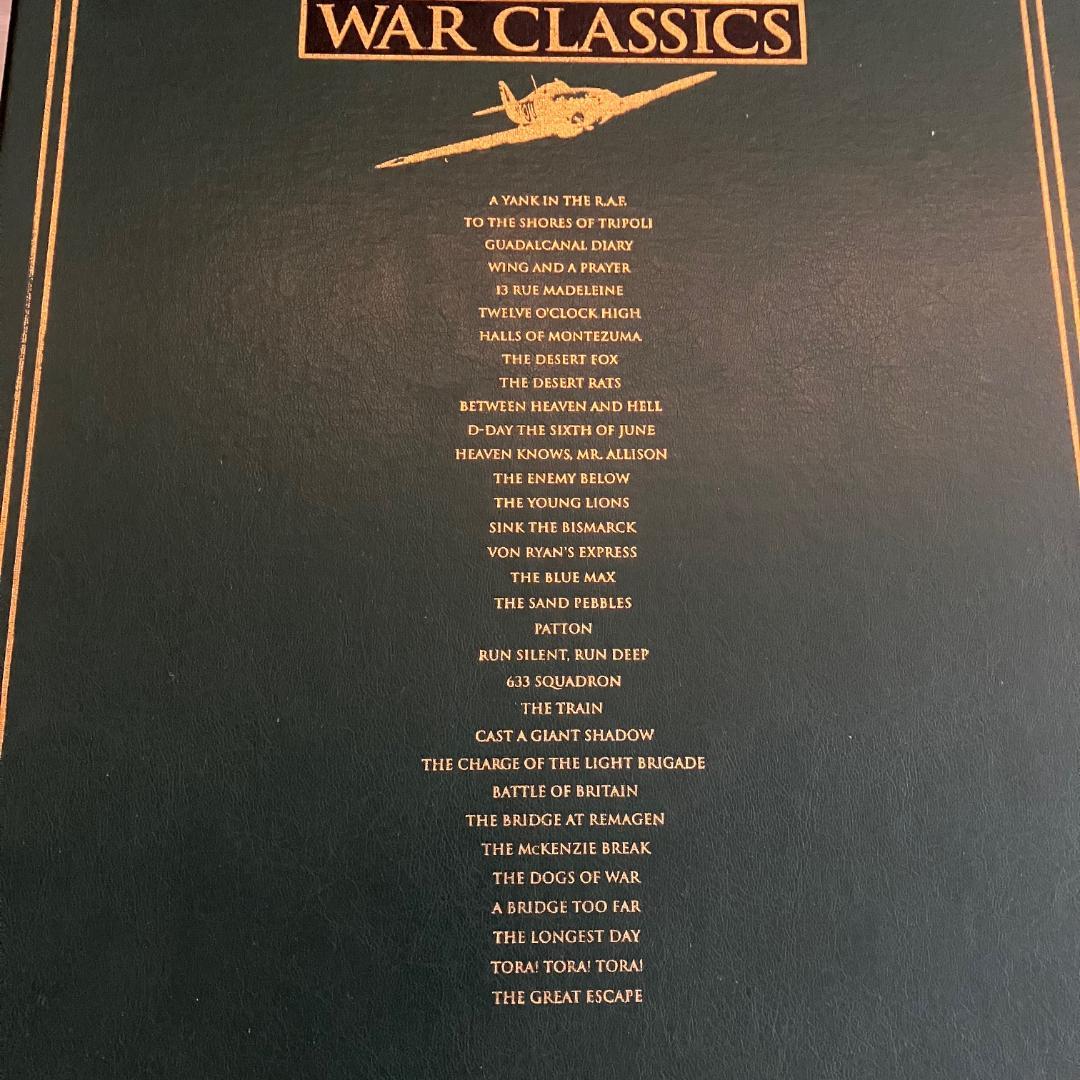 WAR CLASSICS
A YANK IN THE R.A.F.
TO THE SHORES OF TRIPOLI
GUADALCANAL DIARY
WING AND A PRAYER
13 RUE MADELEINE
TWELVE O'CLOCK HIGH
HALLS OF MONTEZUMA
THE DESERT FOX
THE DESERT RATS
BETWEEN HEAVEN AND HELL
D-DAY THE SIXTH OF JUNE
HEAVEN KNOWS, MR. ALLISON
THE ENEMY BELOW
THE YOUNG LIONS
SINK THE BISMARCK
VON RYAN'S EXPRESS
THE BLUE MAX
THE SAND PEBBLES
PATTON
RUN SILENT, RUN DEEP
633 SQUADRON
THE TRAIN
CAST A GIANT SHADOW
THE CHARGE OF THE LIGHT BRIGADE
BATTLE OF BRITAIN
THE BRIDGE AT REMAGEN
THE McKENZIE BREAK
THE DOGS OF WAR
A BRIDGE TOO FAR
THE LONGEST DAY
TORA! TORA! TORA!
THE GREAT ESCAPE